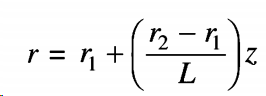 r = r₁ + ( (r₂ − r₁) / L ) z